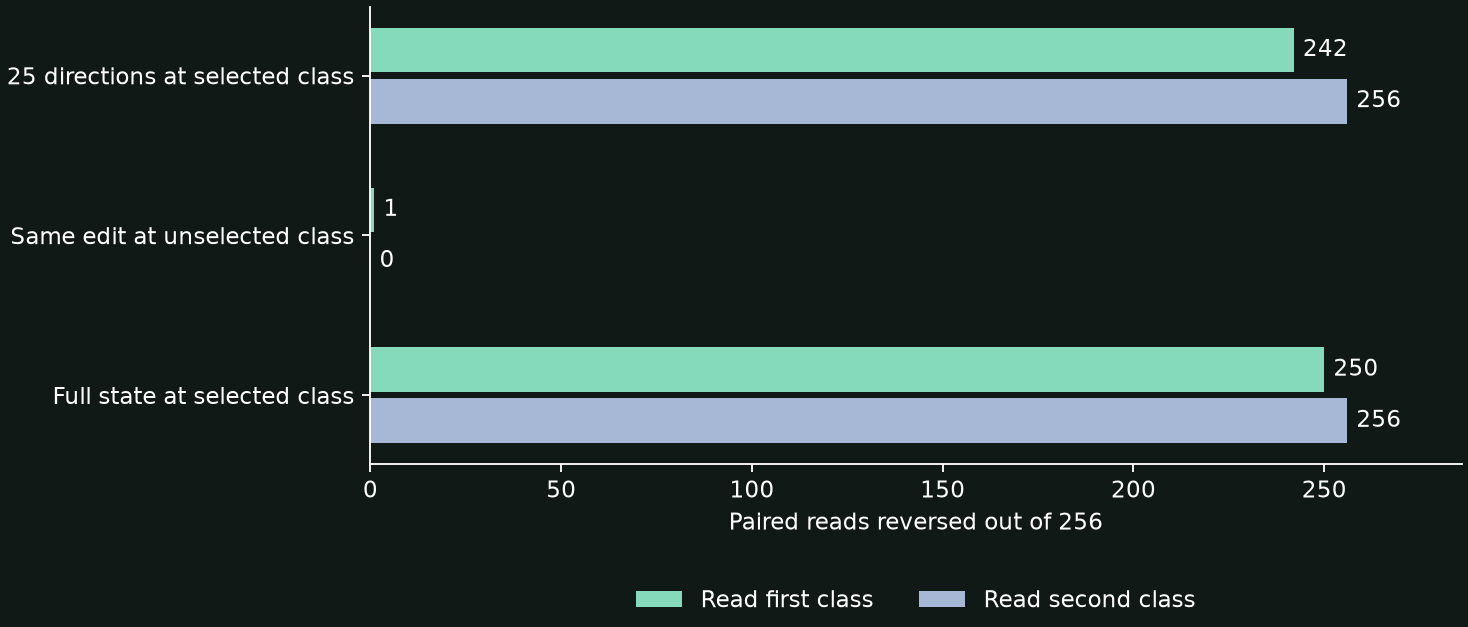 25 directions at selected class
242
256
Same edit at unselected class
1
0
Full state at selected class
250
256
0 50 100 150 200 250
Paired reads reversed out of 256
Read first class Read second class